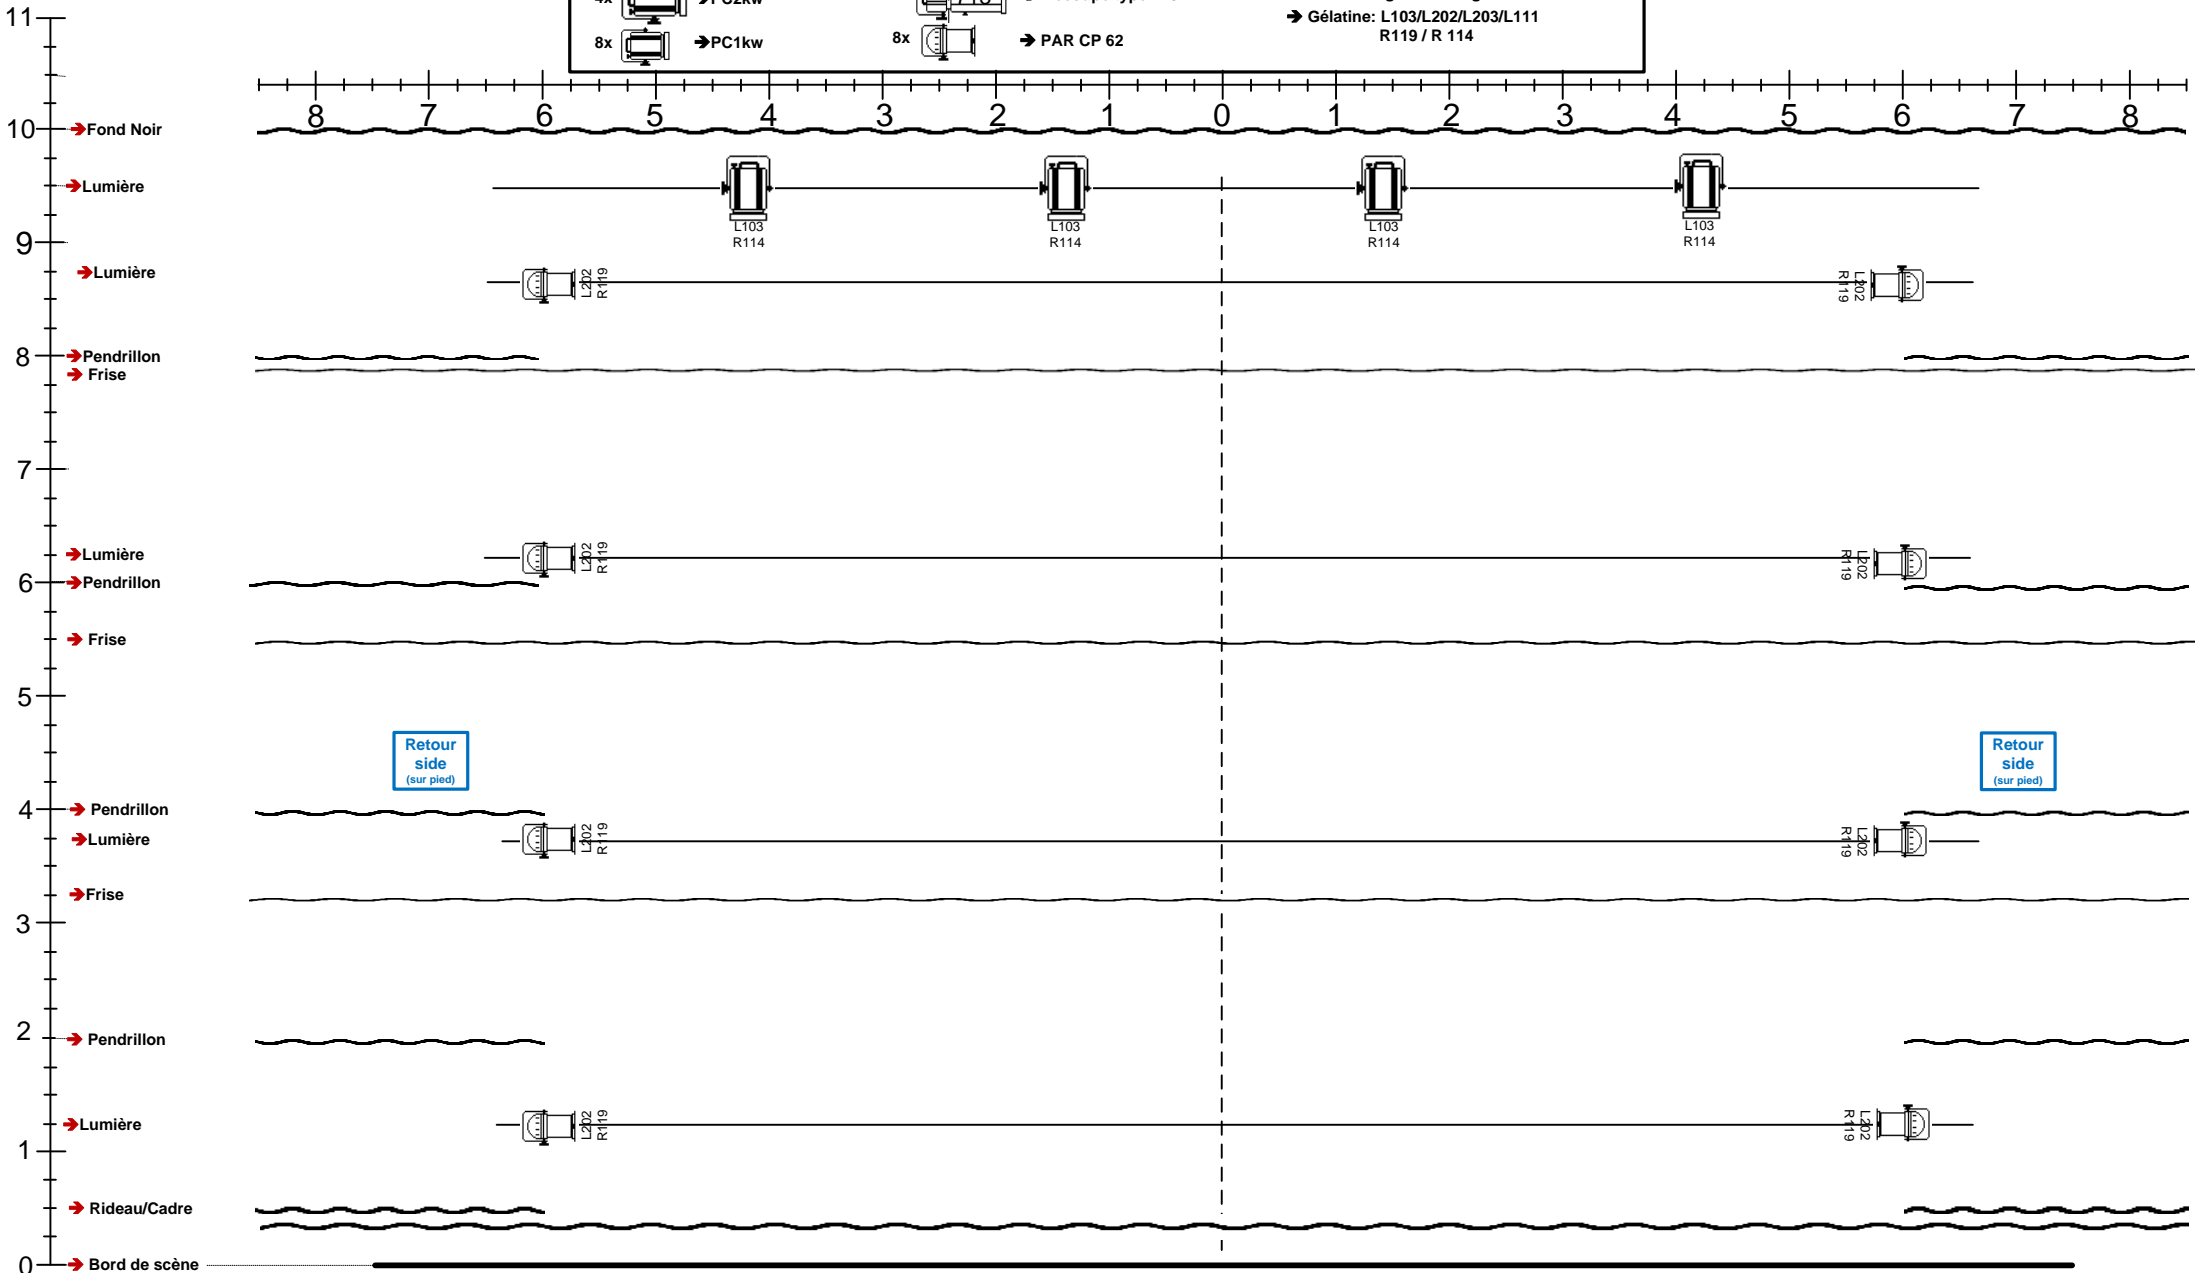 8x ➔PC1kw
8x ➔ PAR CP 62
➔ Gélatine: L103/L202/L203/L111
R119 / R 114
11
8 7 6 5 4 3 2 1 0 1 2 3 4 5 6 7 8
10 ➔Fond Noir
➔Lumière
L103 L103 L103 L103
R114 R114 R114 R114
9
➔Lumière
L202 R119 L202 R119
8 ➔Pendrillon
➔ Frise
7
➔Lumière
L202 R119 L202 R119
6 ➔Pendrillon
➔ Frise
5
Retour Retour
side side
(sur pied) (sur pied)
4 ➔ Pendrillon
➔Lumière
L202 R119 L202 R119
➔Frise
3
2 ➔ Pendrillon
➔Lumière
L202 R119 L202 R119
1
➔ Rideau/Cadre
0 ➔ Bord de scène